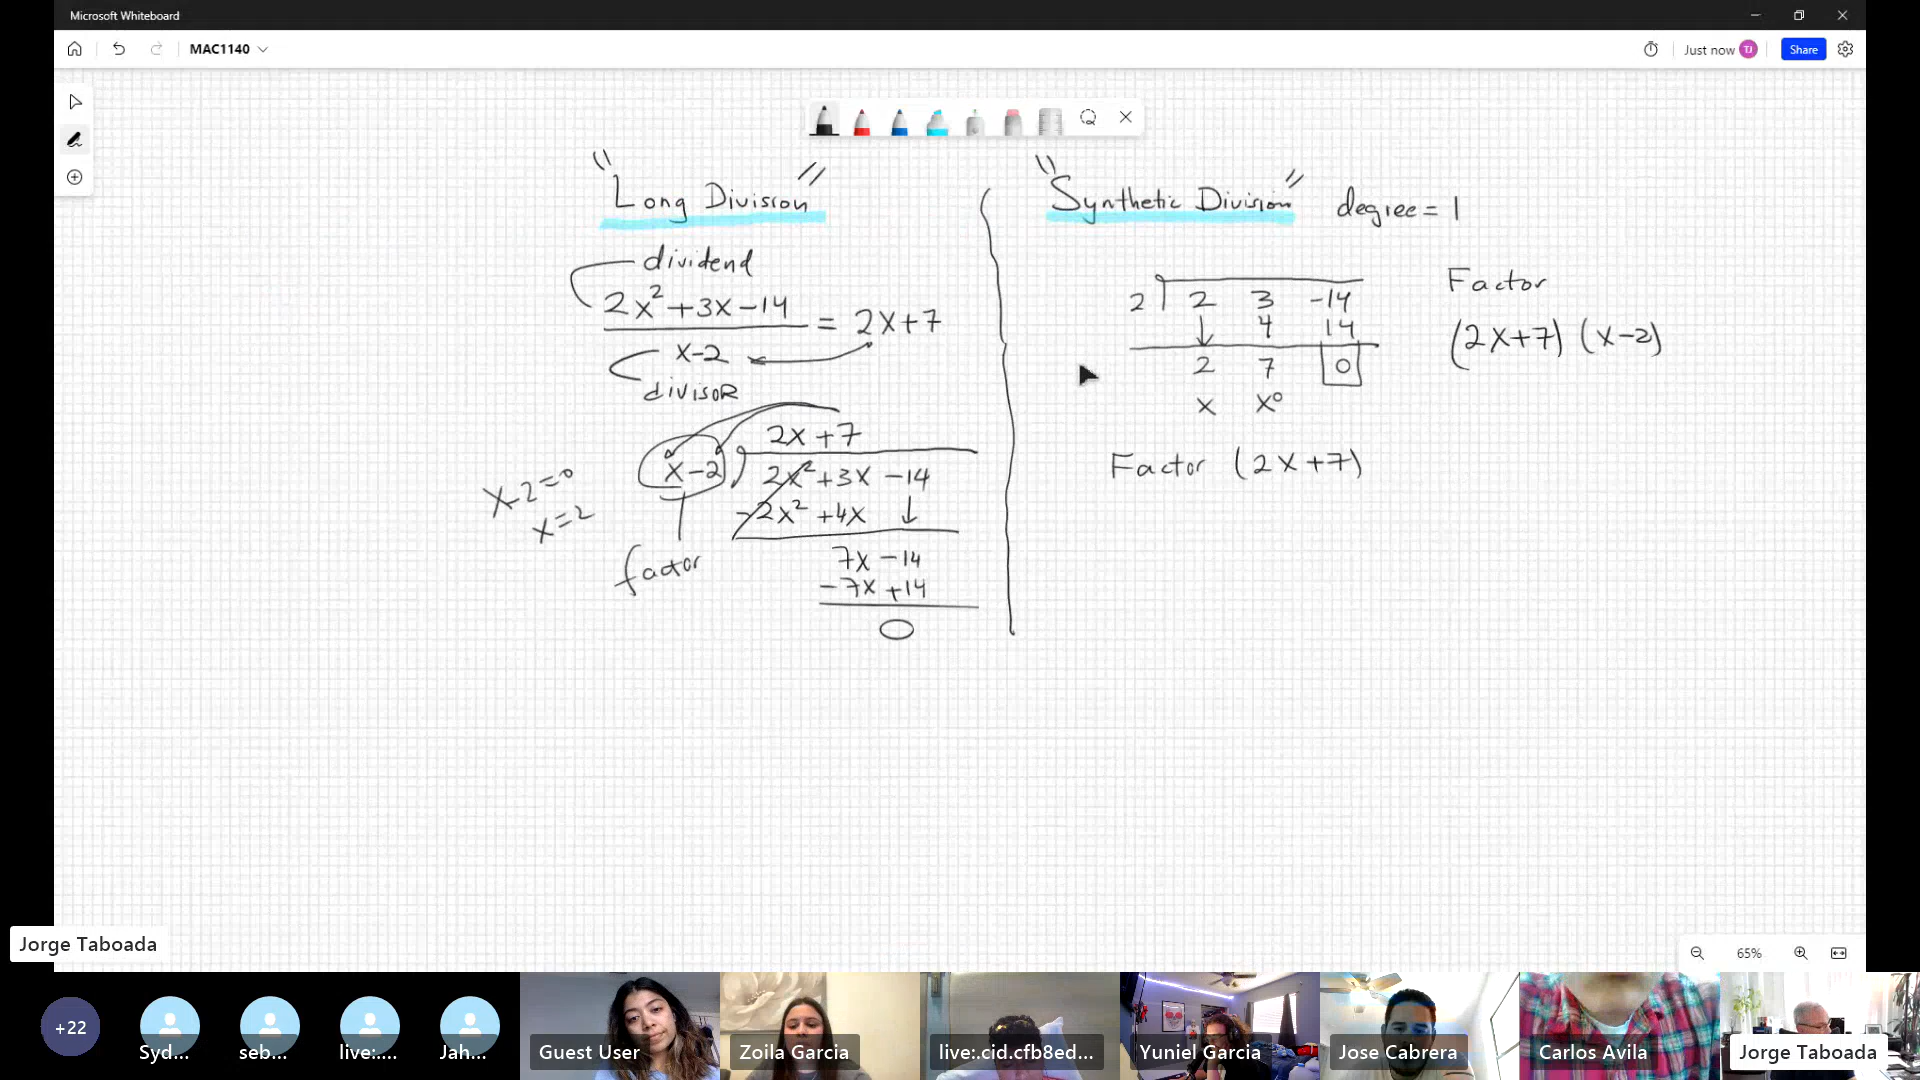 Microsoft Whiteboard
MAC1140
Just now TJ Share
"Long Division"
dividend
2x²+3x-14
= 2x+7
x-2
divisoR
2x+7
x-2 ) 2x²+3x -14
-2x² +4x
7x -14
-7x +14
0
x-2=0
x=2
factor
"Synthetic Division" degree = 1
2 2 3 -14
4 14
2 7 0
x x⁰
Factor (2x+7)
Factor
(2x+7) (x-2)
65%
Jorge Taboada
+22
Syd...
seb...
live:....
Jah...
Guest User
Zoila Garcia
live:.cid.cfb8ed...
Yuniel Garcia
Jose Cabrera
Carlos Avila
Jorge Taboada